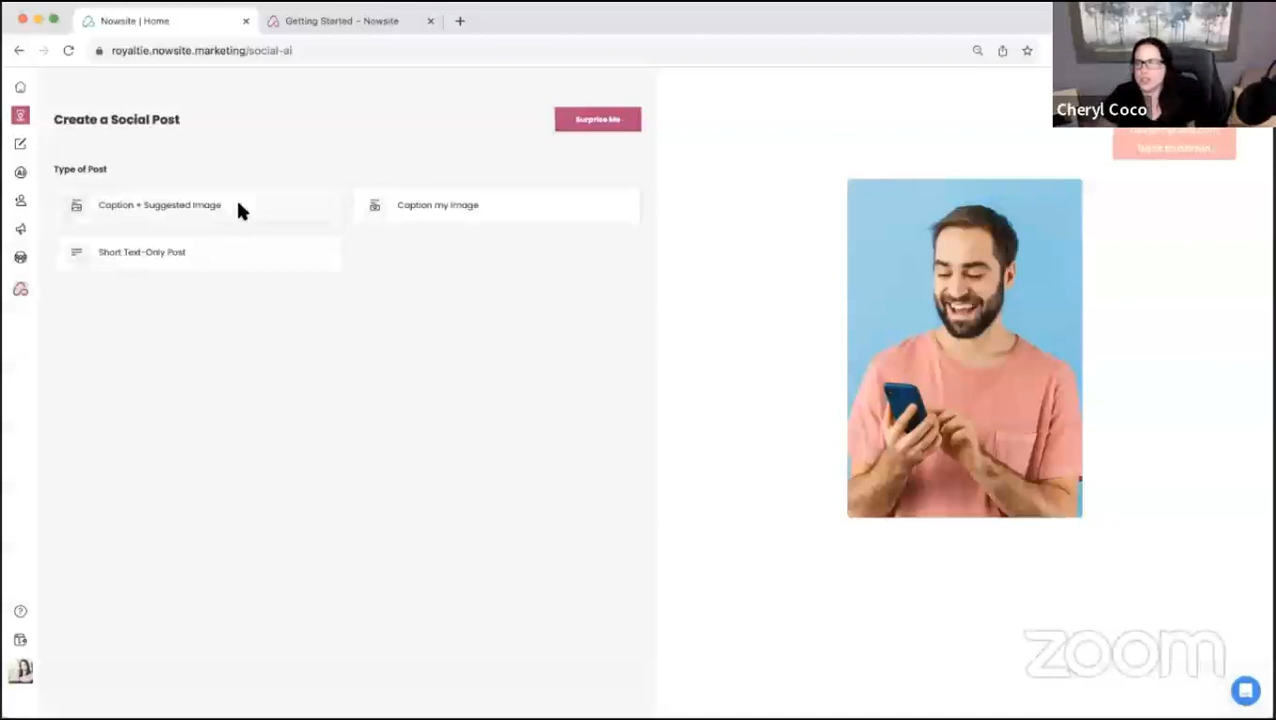 Nowsite | Home
Getting Started - Nowsite
royaltie.nowsite.marketing/social-ai
Cheryl Coco
Create a Social Post
Surprise Me
Type of Post
Caption + Suggested Image
Caption my Image
Short Text-Only Post
zoom